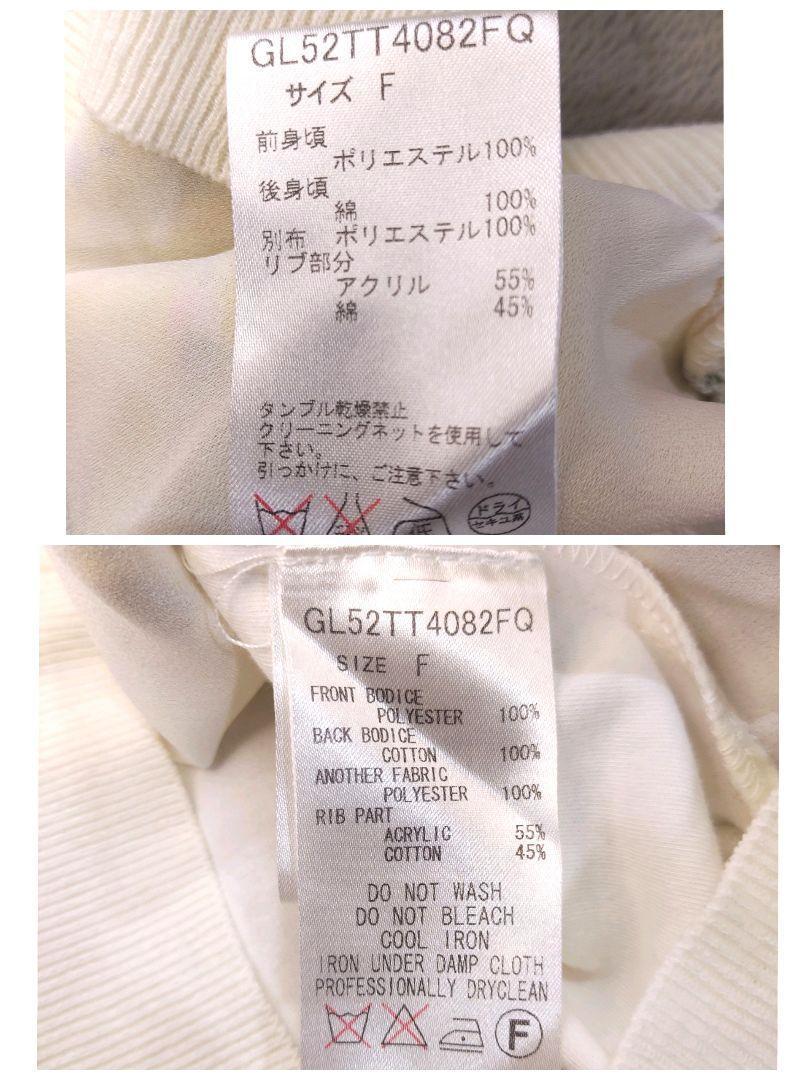 GL52TT4082FQ
サイズ F
前身頃
ポリエステル100%
後身頃
綿 100%
別布 ポリエステル100%
リブ部分
アクリル 55%
綿 45%
タンブル乾燥禁止
クリーニングネットを使用して
下さい。
引っかけに、ご注意下さい。
低 ドライ
セキユ系
GL52TT4082FQ
SIZE F
FRONT BODICE
POLYESTER 100%
BACK BODICE
COTTON 100%
ANOTHER FABRIC
POLYESTER 100%
RIB PART
ACRYLIC 55%
COTTON 45%
DO NOT WASH
DO NOT BLEACH
COOL IRON
IRON UNDER DAMP CLOTH
PROFESSIONALLY DRYCLEAN
F